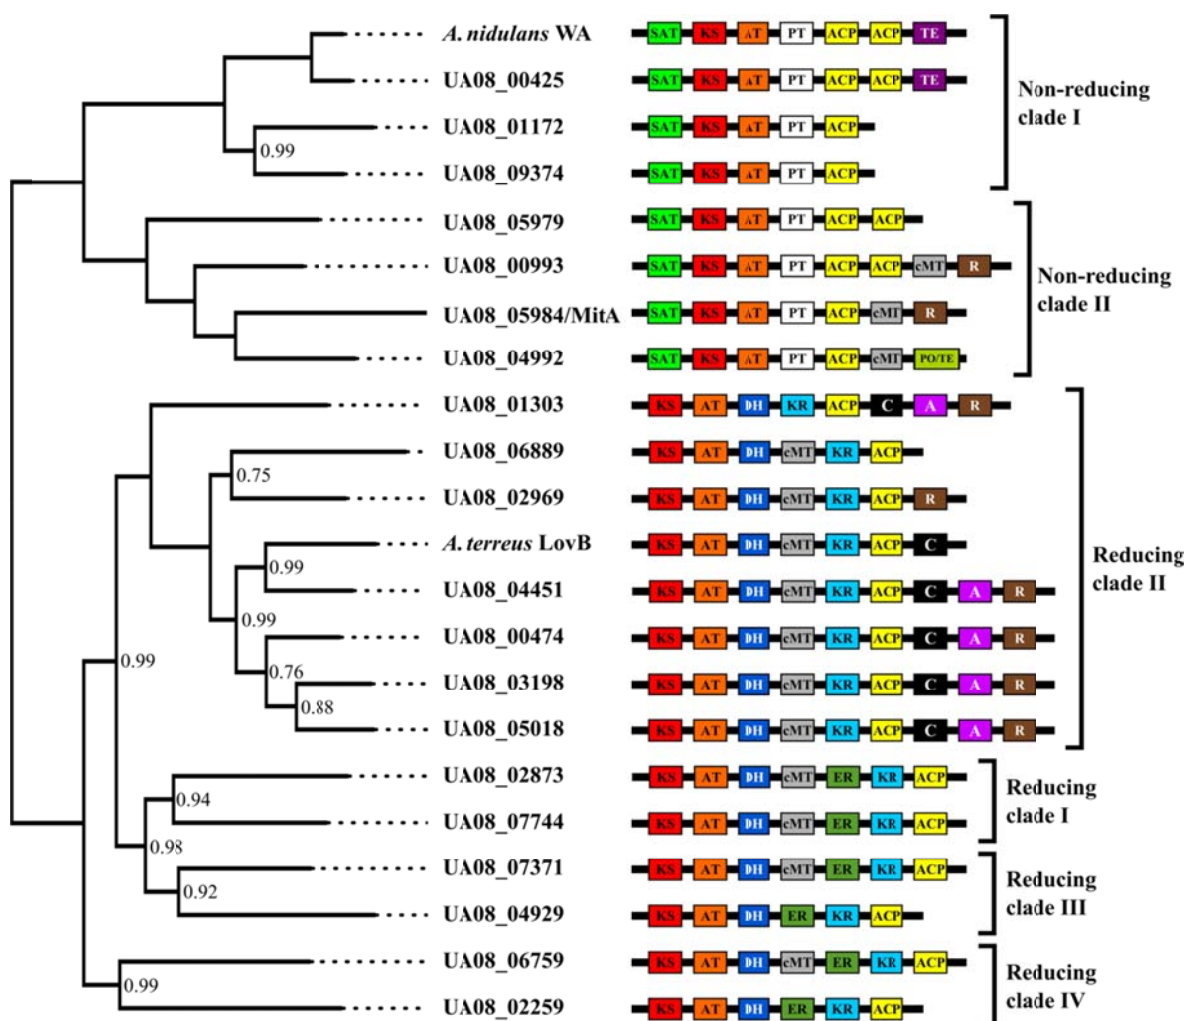 A. nidulans WA SAT KS AT PT ACP ACP TE
UA08_00425 SAT KS AT PT ACP ACP TE
Non-reducing
clade I
UA08_01172 SAT KS AT PT ACP
0.99
UA08_09374 SAT KS AT PT ACP
UA08_05979 SAT KS AT PT ACP ACP
UA08_00993 SAT KS AT PT ACP ACP cMT R
Non-reducing
clade II
UA08_05984/MitA SAT KS AT PT ACP cMT R
UA08_04992 SAT KS AT PT ACP cMT PO/TE
UA08_01303 KS AT DH KR ACP C A R
UA08_06889 KS AT DH cMT KR ACP
0.75
UA08_02969 KS AT DH cMT KR ACP R
A. terreus LovB KS AT DH cMT KR ACP C
0.99
Reducing
clade II
UA08_04451 KS AT DH cMT KR ACP C A R
0.99
UA08_00474 KS AT DH cMT KR ACP C A R
0.99
0.76
UA08_03198 KS AT DH cMT KR ACP C A R
0.88
UA08_05018 KS AT DH cMT KR ACP C A R
UA08_02873 KS AT DH cMT ER KR ACP
0.94
Reducing
clade I
UA08_07744 KS AT DH cMT ER KR ACP
0.98
UA08_07371 KS AT DH cMT ER KR ACP
0.92
Reducing
clade III
UA08_04929 KS AT DH ER KR ACP
UA08_06759 KS AT DH cMT ER KR ACP
0.99
Reducing
clade IV
UA08_02259 KS AT DH ER KR ACP